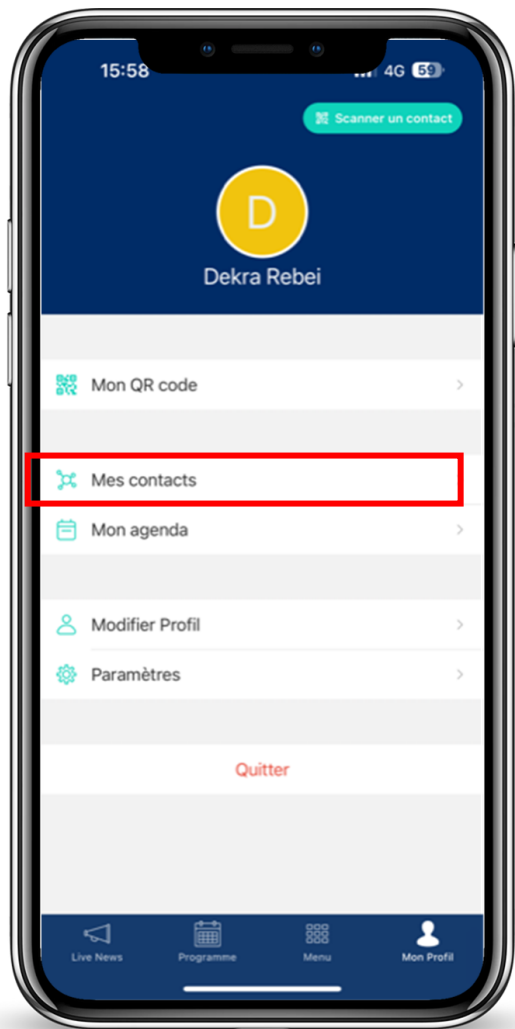 15:58
4G 59
Scanner un contact
D
Dekra Rebei
Mon QR code
Mes contacts
Mon agenda
Modifier Profil
Paramètres
Quitter
Live News
Programme
Menu
Mon Profil